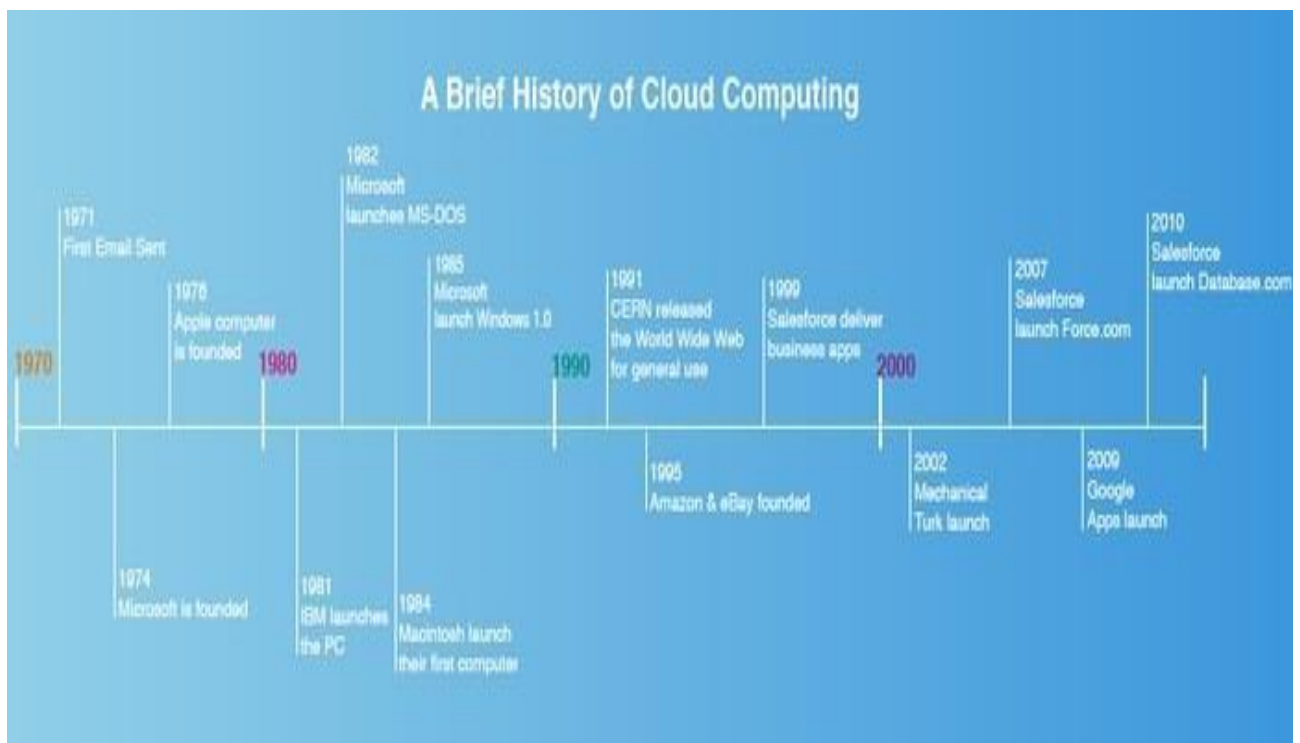 A Brief History of Cloud Computing
1982
Microsoft
launches MS-DOS
1971
First Email Sent
2010
Salesforce
launch Database.com
1985
Microsoft
launch Windows 1.0
1991
CERN released
the World Wide Web
for general use
1999
Salesforce deliver
business apps
2007
Salesforce
launch Force.com
1976
Apple computer
is founded
1970
1980
1990
2000
1995
Amazon & eBay founded
2002
Mechanical
Turk launch
2009
Google
Apps launch
1974
Microsoft is founded
1981
IBM launches
the PC
1984
Macintosh launch
their first computer